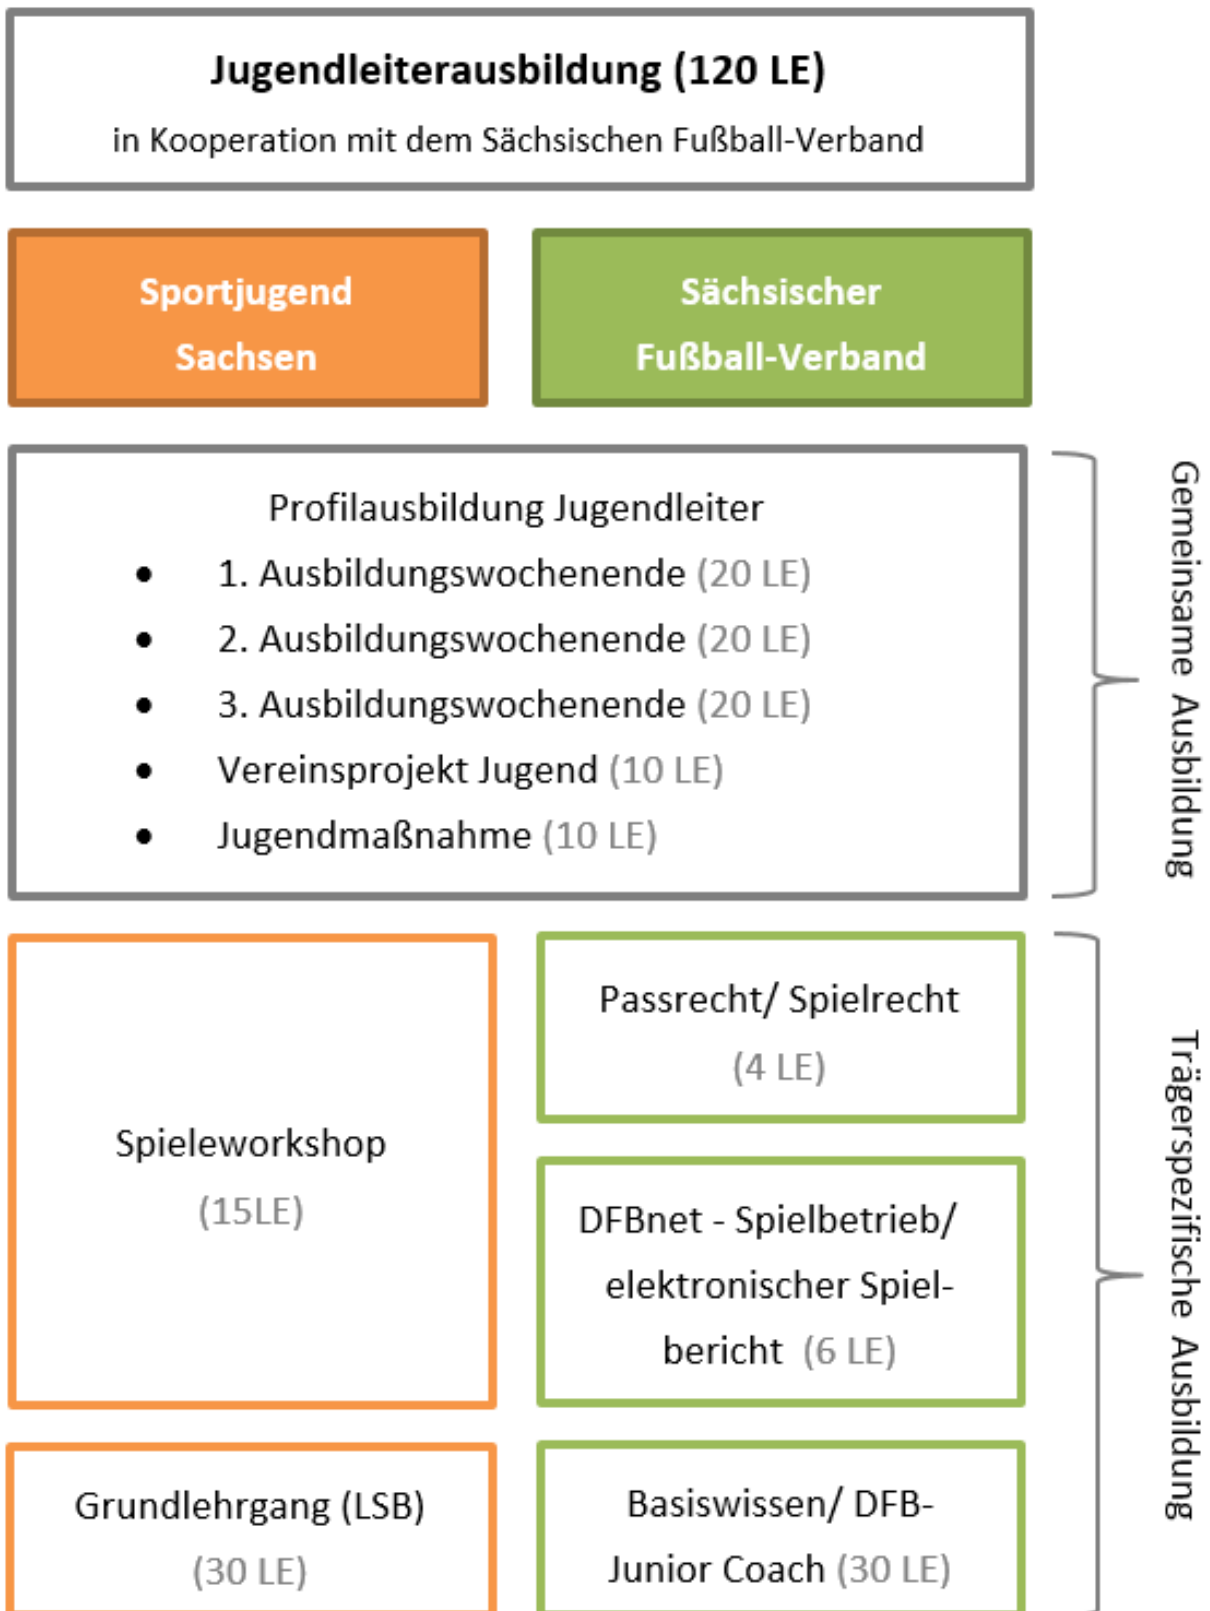 Jugendleiterausbildung (120 LE)
in Kooperation mit dem Sächsischen Fußball-Verband
Sportjugend
Sachsen
Sächsischer
Fußball-Verband
Profilausbildung Jugendleiter
• 1. Ausbildungswochenende (20 LE)
• 2. Ausbildungswochenende (20 LE)
• 3. Ausbildungswochenende (20 LE)
• Vereinsprojekt Jugend (10 LE)
• Jugendmaßnahme (10 LE)
Gemeinsame Ausbildung
Spieleworkshop
(15LE)
Passrecht/ Spielrecht
(4 LE)
DFBnet - Spielbetrieb/
elektronischer Spiel-
bericht (6 LE)
Grundlehrgang (LSB)
(30 LE)
Basiswissen/ DFB-
Junior Coach (30 LE)
Trägerspezifische Ausbildung